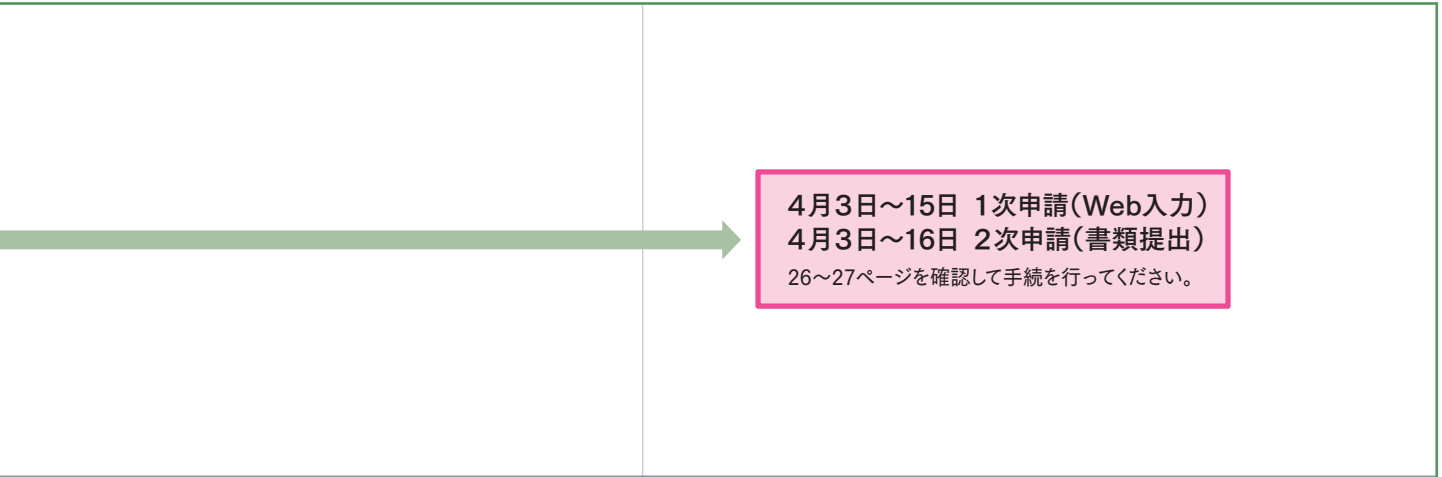 4月3日～15日 1次申請（Web入力）
4月3日～16日 2次申請（書類提出）
26～27ページを確認して手続を行ってください。